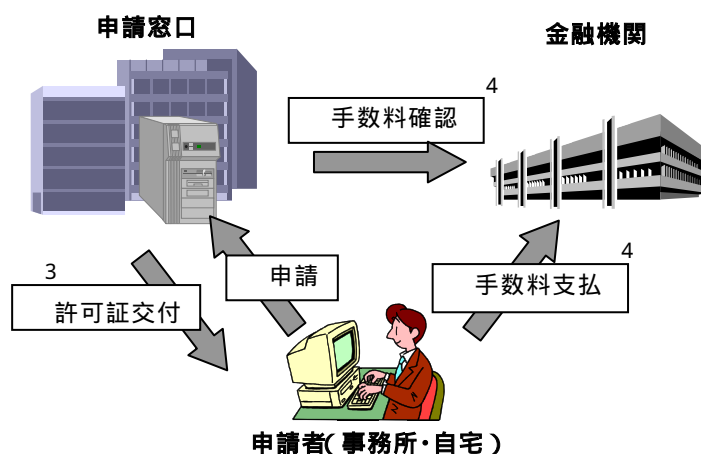 申請窓口
金融機関
4
手数料確認
3
許可証交付
申請
4
手数料支払
申請者(事務所・自宅)